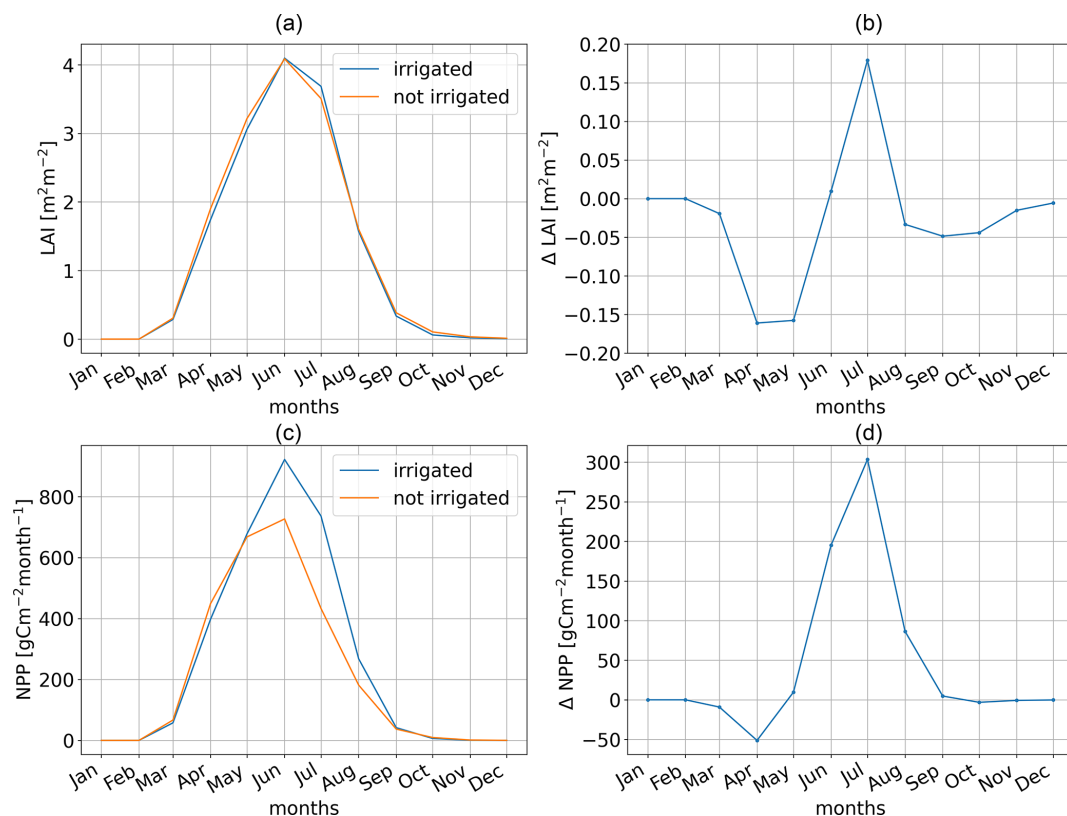 (a)
LAI [m²m⁻²]
4
3
2
1
0
irrigated
not irrigated
Jan Feb Mar Apr May Jun Jul Aug Sep Oct Nov Dec
months
(b)
Δ LAI [m²m⁻²]
0.20
0.15
0.10
0.05
0.00
−0.05
−0.10
−0.15
−0.20
Jan Feb Mar Apr May Jun Jul Aug Sep Oct Nov Dec
months
(c)
NPP [gCm⁻²month⁻¹]
800
600
400
200
0
irrigated
not irrigated
Jan Feb Mar Apr May Jun Jul Aug Sep Oct Nov Dec
months
(d)
Δ NPP [gCm⁻²month⁻¹]
300
250
200
150
100
50
0
−50
Jan Feb Mar Apr May Jun Jul Aug Sep Oct Nov Dec
months